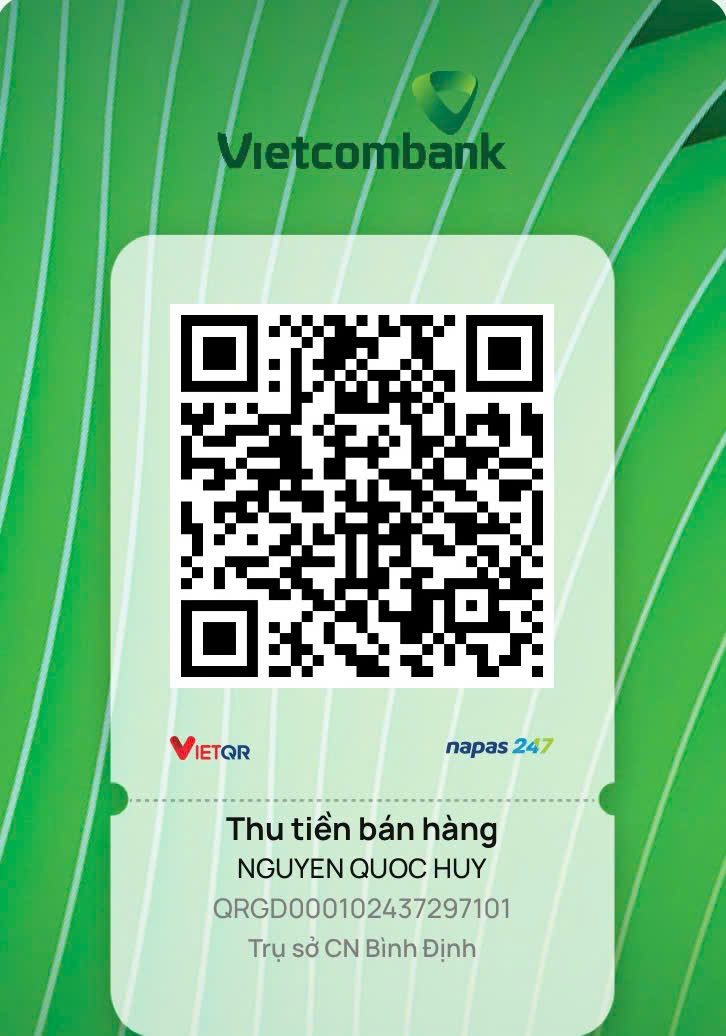 Vietcombank
VIETQR
napas 247
Thu tiền bán hàng
NGUYEN QUOC HUY
QRGD000102437297101
Trụ sở CN Bình Định